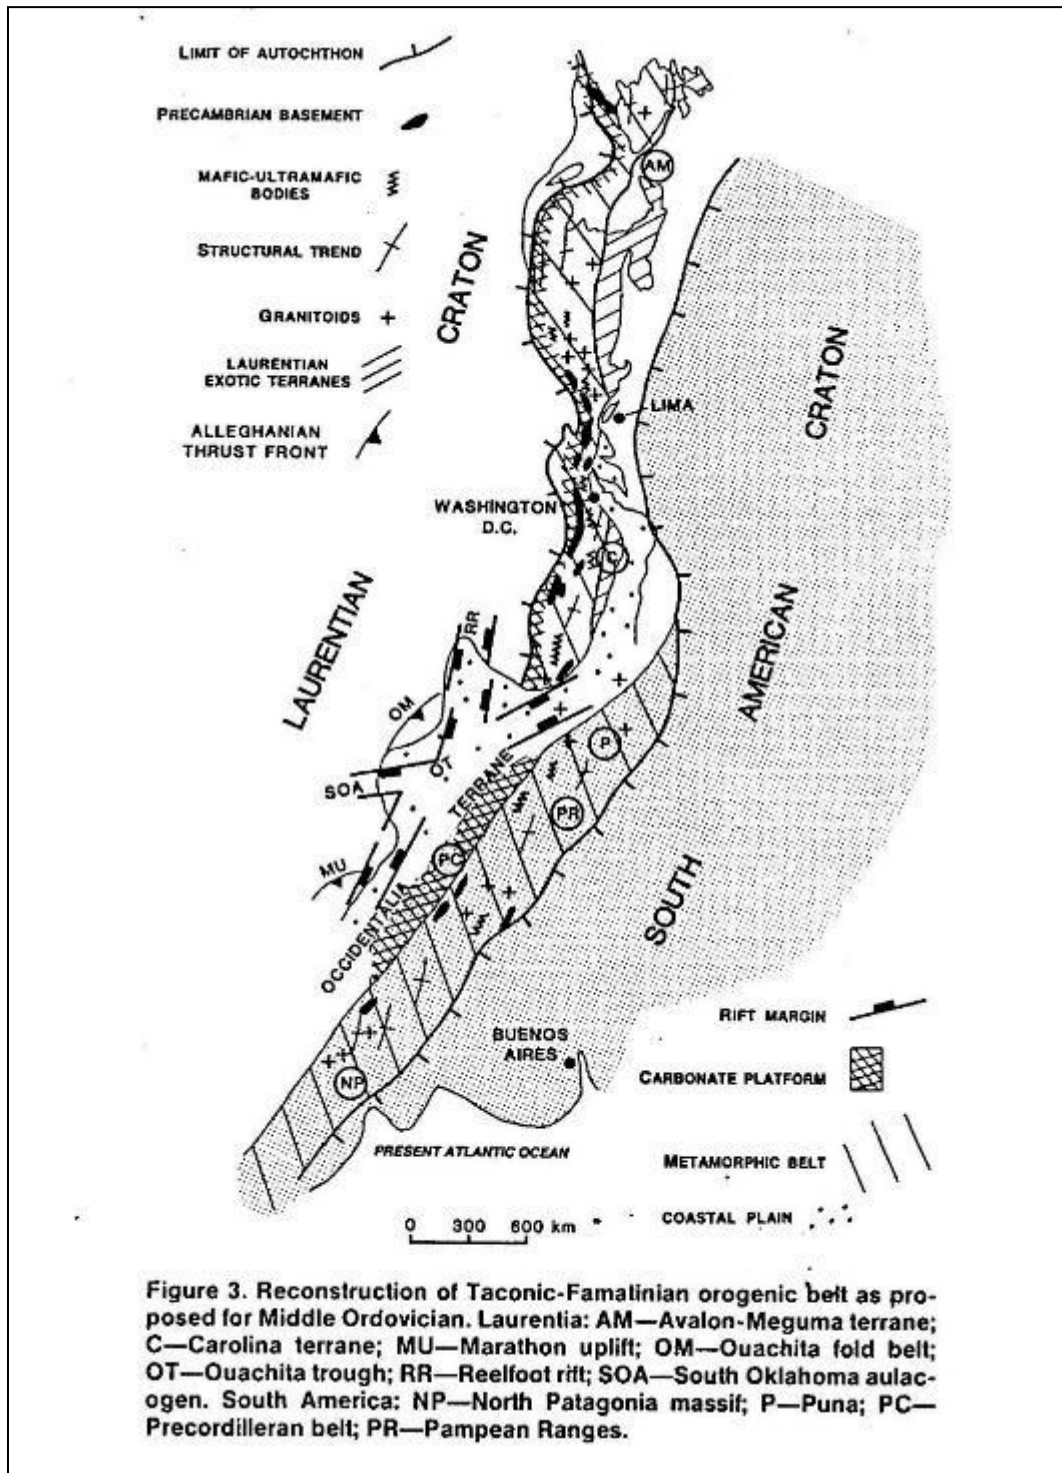 LIMIT OF AUTOCHTHON
PRECAMBRIAN BASEMENT
MAFIC-ULTRAMAFIC
BODIES
STRUCTURAL TREND
GRANITOIDS
LAURENTIAN
EXOTIC TERRANES
ALLEGHANIAN
THRUST FRONT
CRATON
AM
CRATON
LIMA
WASHINGTON
D.C.
C
LAURENTIAN
AMERICAN
RR
OM
OT
SOA
TERRANE
P
PR
PC
MU
OCCIDENTALIA
SOUTH
NP
BUENOS
AIRES
PRESENT ATLANTIC OCEAN
RIFT MARGIN
CARBONATE PLATFORM
METAMORPHIC BELT
COASTAL PLAIN
0 300 600 km
Figure 3. Reconstruction of Taconic-Famalinian orogenic belt as pro-
posed for Middle Ordovician. Laurentia: AM—Avalon-Meguma terrane;
C—Carolina terrane; MU—Marathon uplift; OM—Ouachita fold belt;
OT—Ouachita trough; RR—Reelfoot rift; SOA—South Oklahoma aulac-
ogen. South America: NP—North Patagonia massif; P—Puna; PC—
Precordilleran belt; PR—Pampean Ranges.